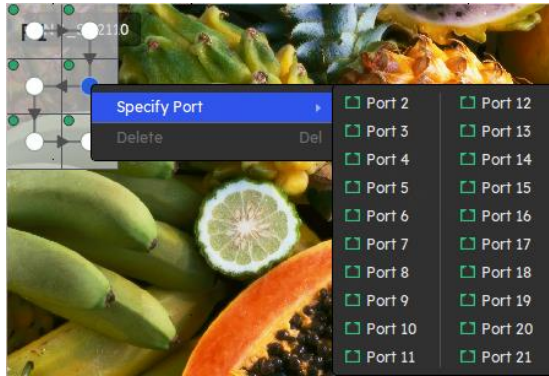 Specify Port
Delete Del
Port 2
Port 3
Port 4
Port 5
Port 6
Port 7
Port 8
Port 9
Port 10
Port 11
Port 12
Port 13
Port 14
Port 15
Port 16
Port 17
Port 18
Port 19
Port 20
Port 21